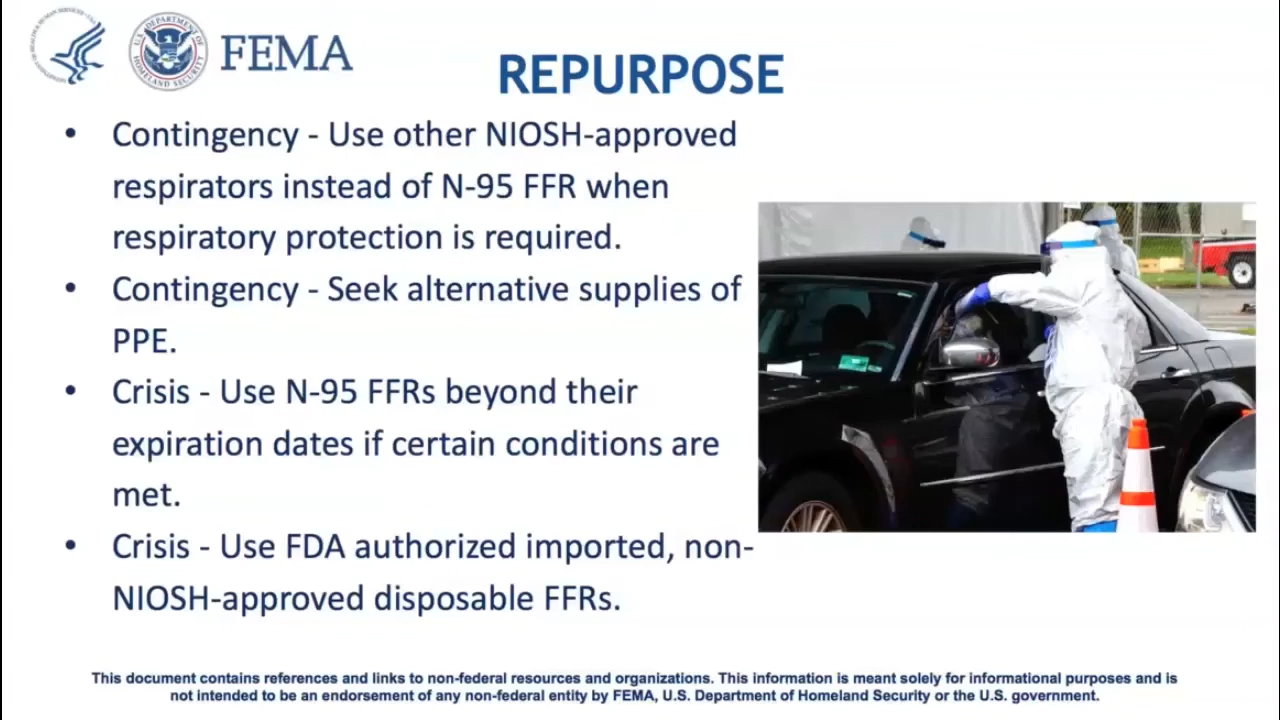 FEMA
U.S. DEPARTMENT OF
HOMELAND SECURITY
REPURPOSE
• Contingency - Use other NIOSH-approved
respirators instead of N-95 FFR when
respiratory protection is required.
• Contingency - Seek alternative supplies of
PPE.
• Crisis - Use N-95 FFRs beyond their
expiration dates if certain conditions are
met.
• Crisis - Use FDA authorized imported, non-
NIOSH-approved disposable FFRs.
This document contains references and links to non-federal resources and organizations. This information is meant solely for informational purposes and is
not intended to be an endorsement of any non-federal entity by FEMA, U.S. Department of Homeland Security or the U.S. government.